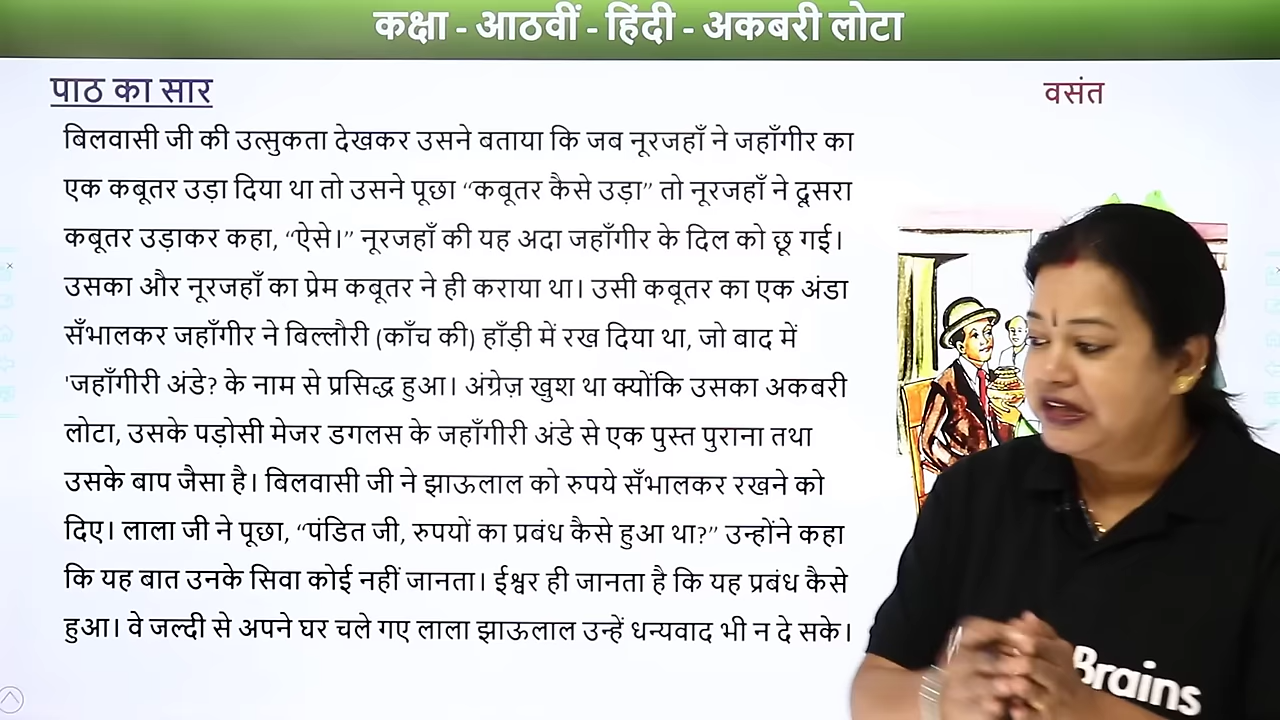 कक्षा - आठवीं - हिंदी - अकबरी लोटा
पाठ का सार
वसंत
बिलवासी जी की उत्सुकता देखकर उसने बताया कि जब नूरजहाँ ने जहाँगीर का
एक कबूतर उड़ा दिया था तो उसने पूछा “कबूतर कैसे उड़ा” तो नूरजहाँ ने दूसरा
कबूतर उड़ाकर कहा, “ऐसे।” नूरजहाँ की यह अदा जहाँगीर के दिल को छू गई।
उसका और नूरजहाँ का प्रेम कबूतर ने ही कराया था। उसी कबूतर का एक अंडा
सँभालकर जहाँगीर ने बिल्लौरी (काँच की) हाँड़ी में रख दिया था, जो बाद में
'जहाँगीरी अंडे? के नाम से प्रसिद्ध हुआ। अंग्रेज़ खुश था क्योंकि उसका अकबरी
लोटा, उसके पड़ोसी मेजर डगलस के जहाँगीरी अंडे से एक पुस्त पुराना तथा
उसके बाप जैसा है। बिलवासी जी ने झाऊलाल को रुपये सँभालकर रखने को
दिए। लाला जी ने पूछा, “पंडित जी, रुपयों का प्रबंध कैसे हुआ था?” उन्होंने कहा
कि यह बात उनके सिवा कोई नहीं जानता। ईश्वर ही जानता है कि यह प्रबंध कैसे
हुआ। वे जल्दी से अपने घर चले गए लाला झाऊलाल उन्हें धन्यवाद भी न दे सके।
Brains